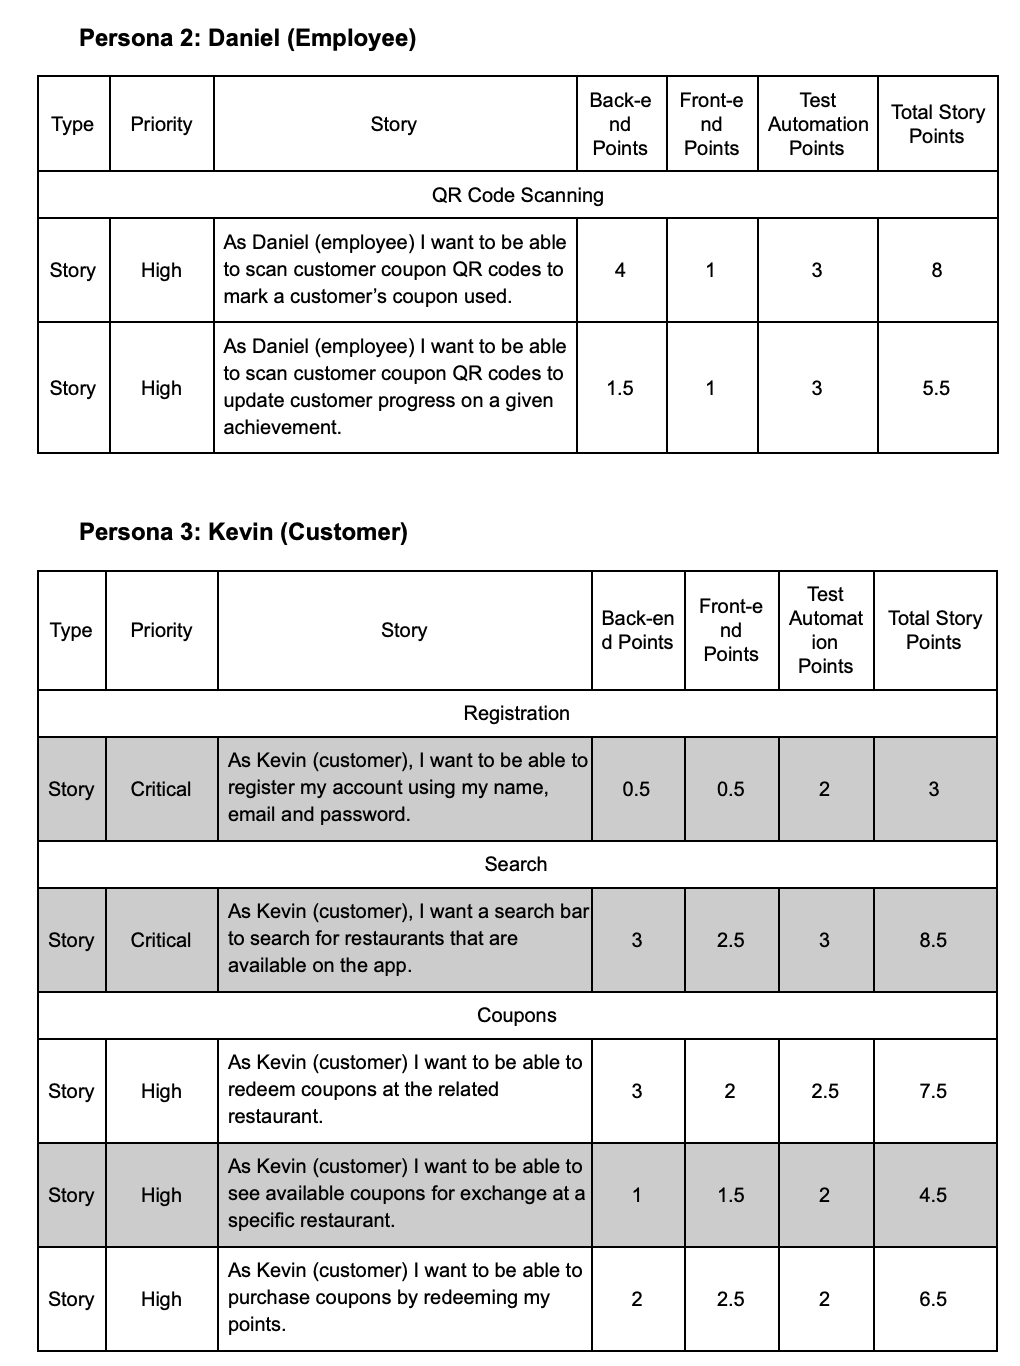 Persona 2: Daniel (Employee)
Type Priority Story Back-e
nd
Points Front-e
nd
Points Test
Automation
Points Total Story
Points
QR Code Scanning
Story High As Daniel (employee) I want to be able
to scan customer coupon QR codes to
mark a customer’s coupon used. 4 1 3 8
Story High As Daniel (employee) I want to be able
to scan customer coupon QR codes to
update customer progress on a given
achievement. 1.5 1 3 5.5
Persona 3: Kevin (Customer)
Type Priority Story Back-en
d Points Front-e
nd
Points Test
Automat
ion
Points Total Story
Points
Registration
Story Critical As Kevin (customer), I want to be able to
register my account using my name,
email and password. 0.5 0.5 2 3
Search
Story Critical As Kevin (customer), I want a search bar
to search for restaurants that are
available on the app. 3 2.5 3 8.5
Coupons
Story High As Kevin (customer) I want to be able to
redeem coupons at the related
restaurant. 3 2 2.5 7.5
Story High As Kevin (customer) I want to be able to
see available coupons for exchange at a
specific restaurant. 1 1.5 2 4.5
Story High As Kevin (customer) I want to be able to
purchase coupons by redeeming my
points. 2 2.5 2 6.5